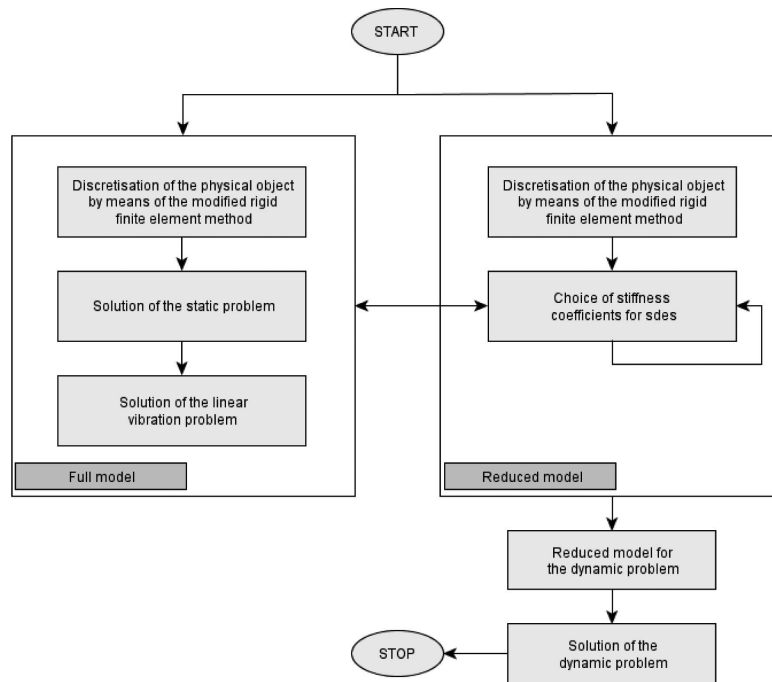 START
Discretisation of the physical object
by means of the modified rigid
finite element method
Solution of the static problem
Solution of the linear
vibration problem
Full model
Discretisation of the physical object
by means of the modified rigid
finite element method
Choice of stiffness
coefficients for sdes
Reduced model
Reduced model for
the dynamic problem
Solution of the
dynamic problem
STOP